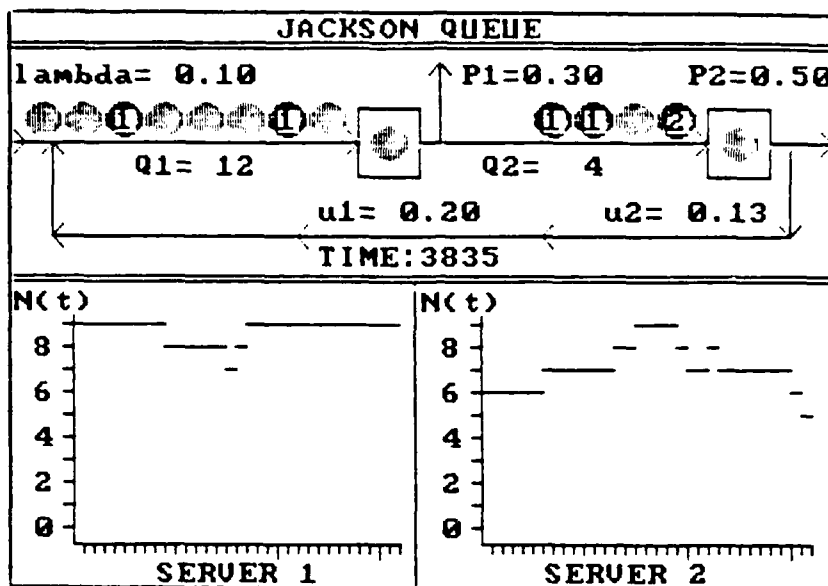 JACKSON QUEUE
lambda= 0.10 P1=0.30 P2=0.50
1 1 1 1 2 1
Q1= 12 Q2= 4
u1= 0.20 u2= 0.13
TIME:3835
N(t) N(t)
8 8
6 6
4 4
2 2
0 0
SERVER 1 SERVER 2